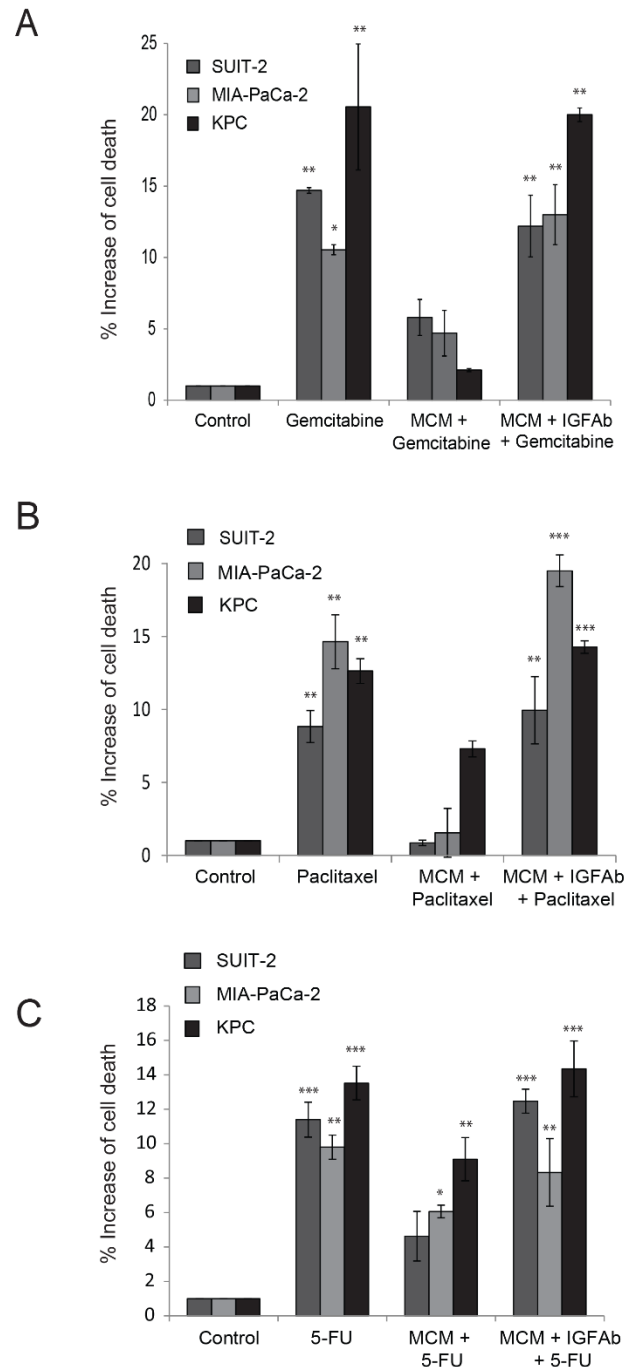 A
% Increase of cell death
25
20
15
10
5
0
SUIT-2
MIA-PaCa-2
KPC
**
*
**
**
**
**
Control
Gemcitabine
MCM +
Gemcitabine
MCM + IGFAb
+ Gemcitabine
B
% Increase of cell death
20
15
10
5
0
SUIT-2
MIA-PaCa-2
KPC
**
**
**
**
***
***
Control
Paclitaxel
MCM +
Paclitaxel
MCM + IGFAb
+ Paclitaxel
C
% Increase of cell death
18
16
14
12
10
8
6
4
2
0
SUIT-2
MIA-PaCa-2
KPC
***
**
***
*
**
***
**
***
Control
5-FU
MCM +
5-FU
MCM + IGFAb
+ 5-FU